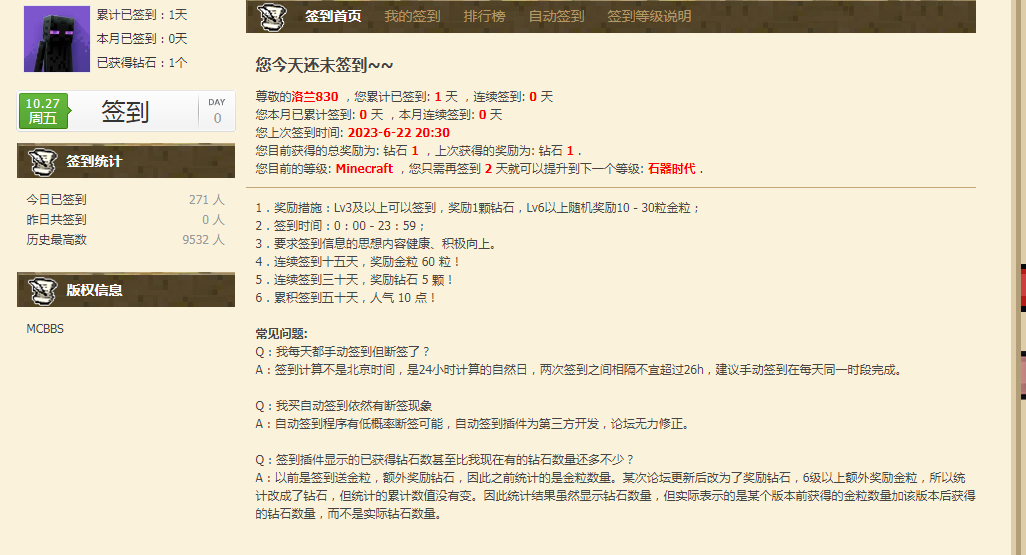 累计已签到：1天
本月已签到：0天
已获得钻石：1个
10.27
周五
签到
DAY
0
签到统计
今日已签到 271 人
昨日共签到 0 人
历史最高数 9532 人
版权信息
MCBBS
签到首页 我的签到 排行榜 自动签到 签到等级说明
您今天还未签到~~
尊敬的洛兰830 ，您累计已签到: 1 天 ，连续签到: 0 天
您本月已累计签到: 0 天 ，本月连续签到: 0 天
您上次签到时间: 2023-6-22 20:30
您目前获得的总奖励为: 钻石 1 ，上次获得的奖励为: 钻石 1 .
您目前的等级: Minecraft ，您只需再签到 2 天就可以提升到下一个等级: 石器时代 .
1．奖励措施：Lv3及以上可以签到，奖励1颗钻石，Lv6以上随机奖励10 - 30粒金粒；
2．签到时间：0：00 - 23：59；
3．要求签到信息的思想内容健康、积极向上。
4．连续签到十五天，奖励金粒 60 粒！
5．连续签到三十天，奖励钻石 5 颗！
6．累积签到五十天，人气 10 点！
常见问题:
Q：我每天都手动签到但断签了？
A：签到计算不是北京时间，是24小时计算的自然日，两次签到之间相隔不宜超过26h，建议手动签到在每天同一时段完成。
Q：我买自动签到依然有断签现象
A：自动签到程序有低概率断签可能，自动签到插件为第三方开发，论坛无力修正。
Q：签到插件显示的已获得钻石数甚至比我现在有的钻石数量还多不少？
A：以前是签到送金粒，额外奖励钻石，因此之前统计的是金粒数量。某次论坛更新后改为了奖励钻石，6级以上额外奖励金粒，所以统
计改成了钻石，但统计的累计数值没有变。因此统计结果虽然显示钻石数量，但实际表示的是某个版本前获得的金粒数量加该版本后获得
的钻石数量，而不是实际钻石数量。